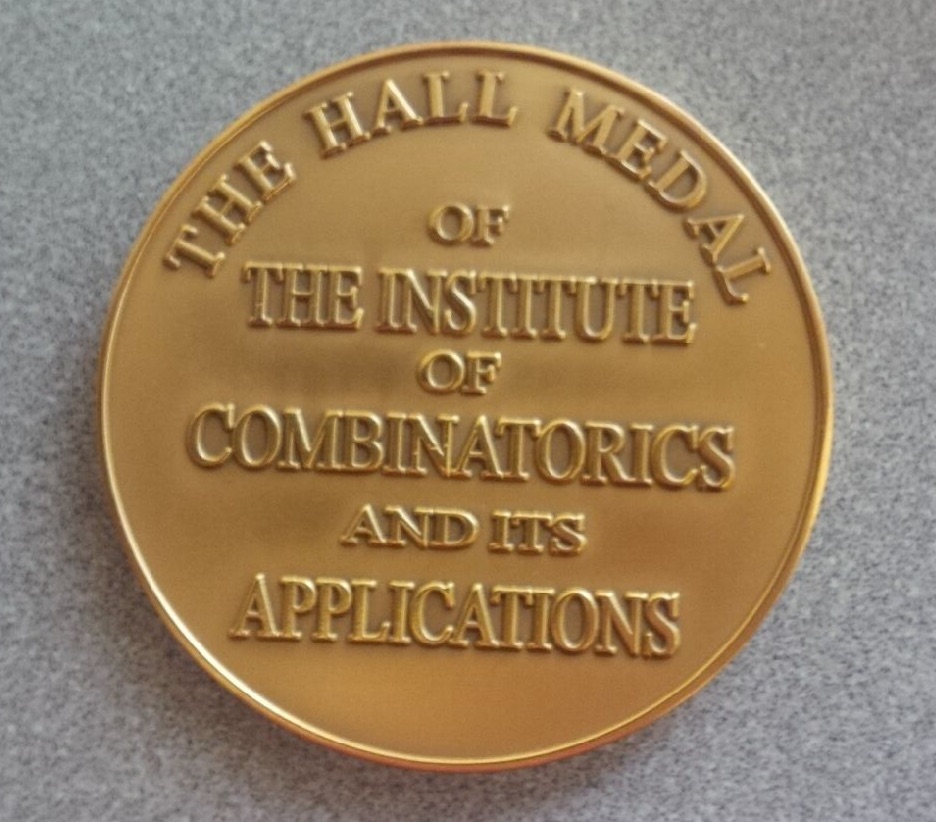 THE HALL MEDAL
OF
THE INSTITUTE
OF
COMBINATORICS
AND ITS
APPLICATIONS